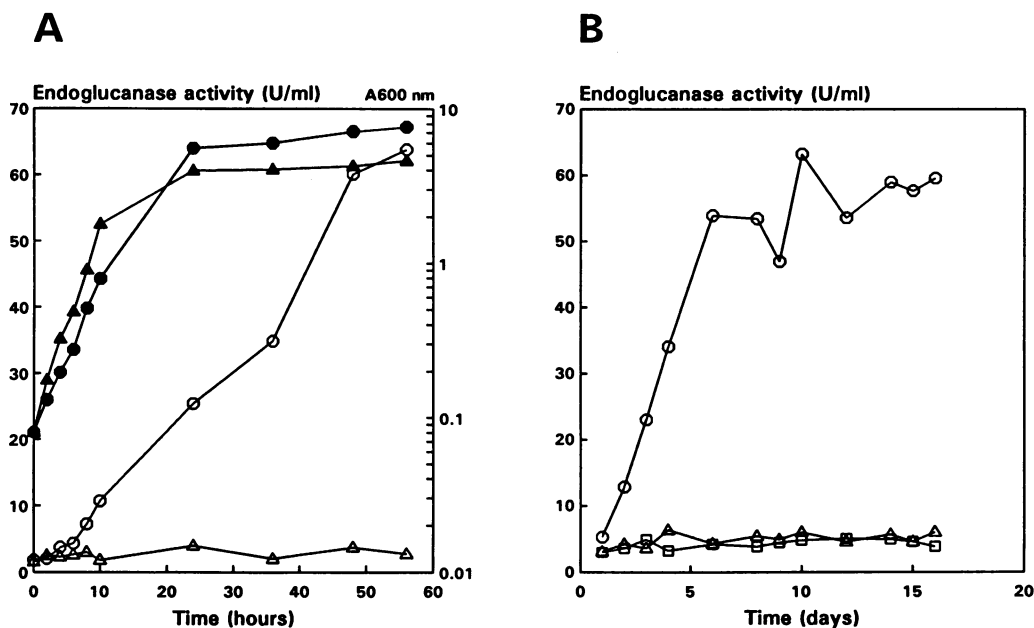 A
Endoglucanase activity (U/ml) A600 nm
70
60
50
40
30
20
10
0
10
1
0.1
0.01
0 10 20 30 40 50 60
Time (hours)
B
Endoglucanase activity (U/ml)
70
60
50
40
30
20
10
0
0 5 10 15 20
Time (days)